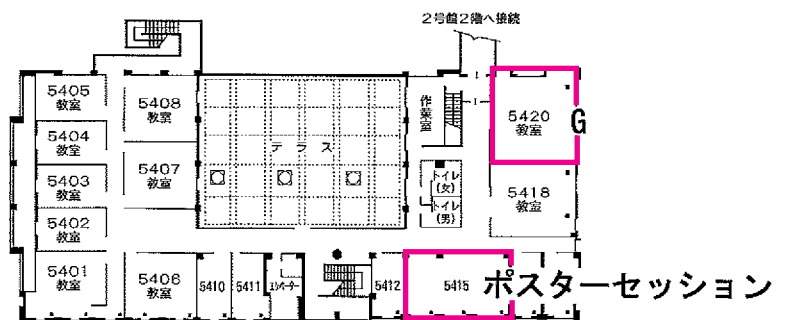 2号館2階へ接続
5405
教室
5408
教室
作業室
5420
教室
G
5404
教室
テラス
5407
教室
5403
教室
トイレ
(女)
5418
教室
5402
教室
トイレ
(男)
5401
教室
5406
教室
5410
5411
エレベーター
5412
5415
ポスターセッション